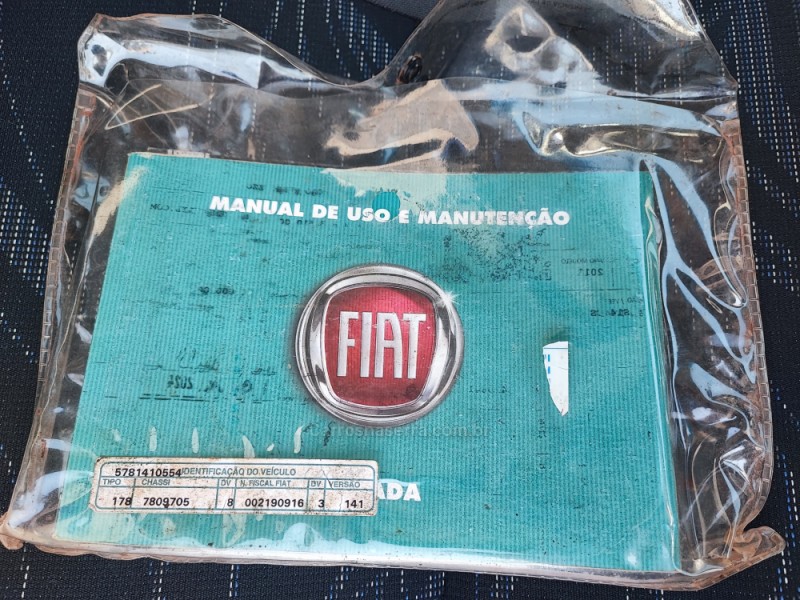 MANUAL DE USO E MANUTENÇÃO
FIAT
5781410554 IDENTIFICAÇÃO DO VEÍCULO
TIPO CHASSI DV N. FISCAL FIAT DV VERSÃO
178 7809705 8 002190916 3 141
ADA